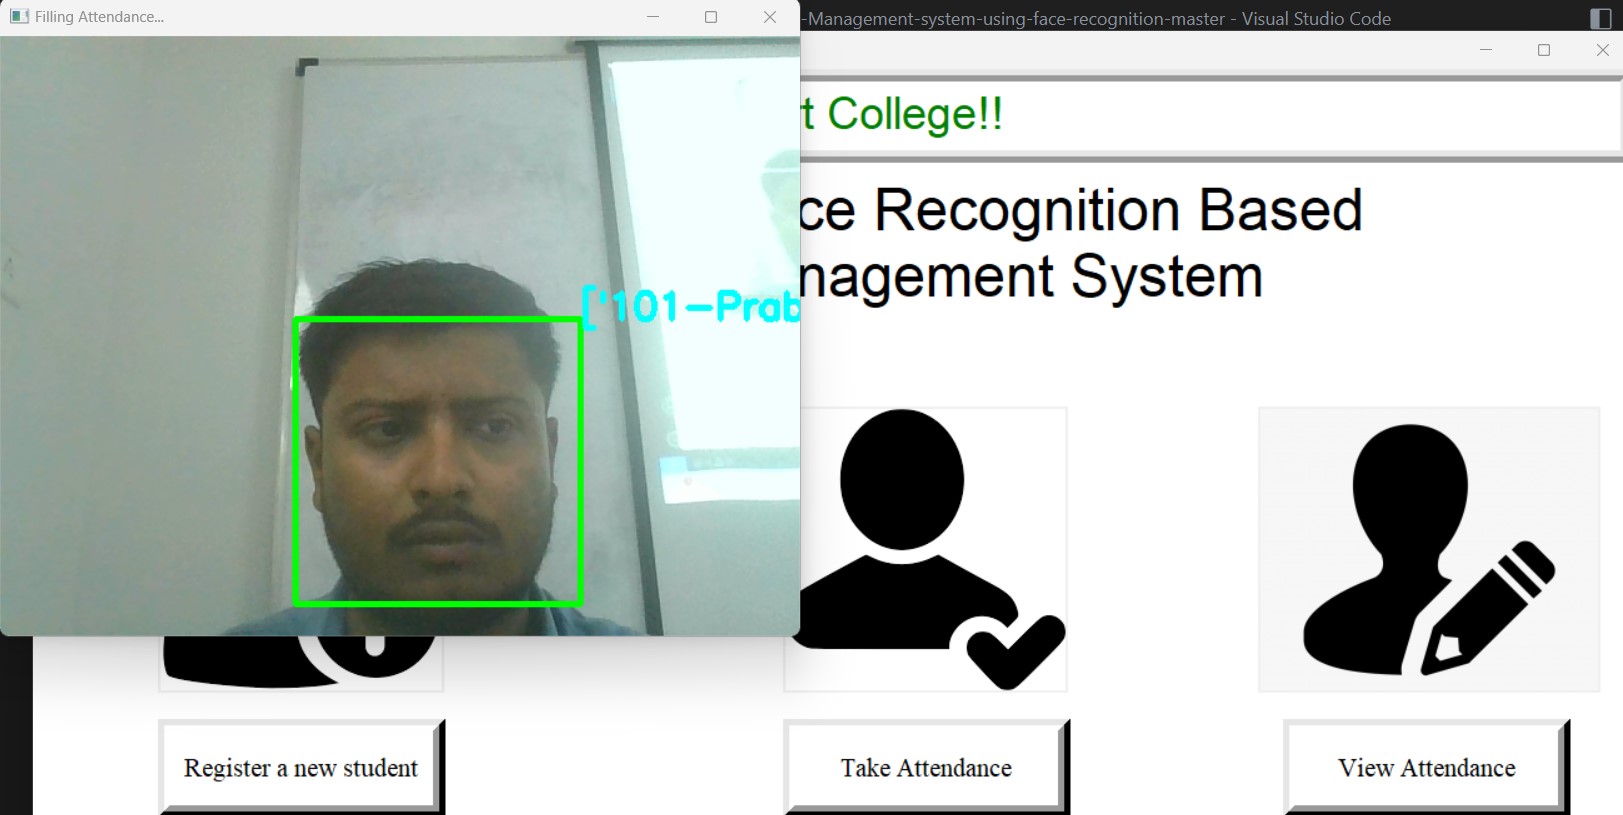 Filling Attendance...
-Management-system-using-face-recognition-master - Visual Studio Code
rt College!!
ce Recognition Based
nagement System
['101-Prab
Register a new student
Take Attendance
View Attendance